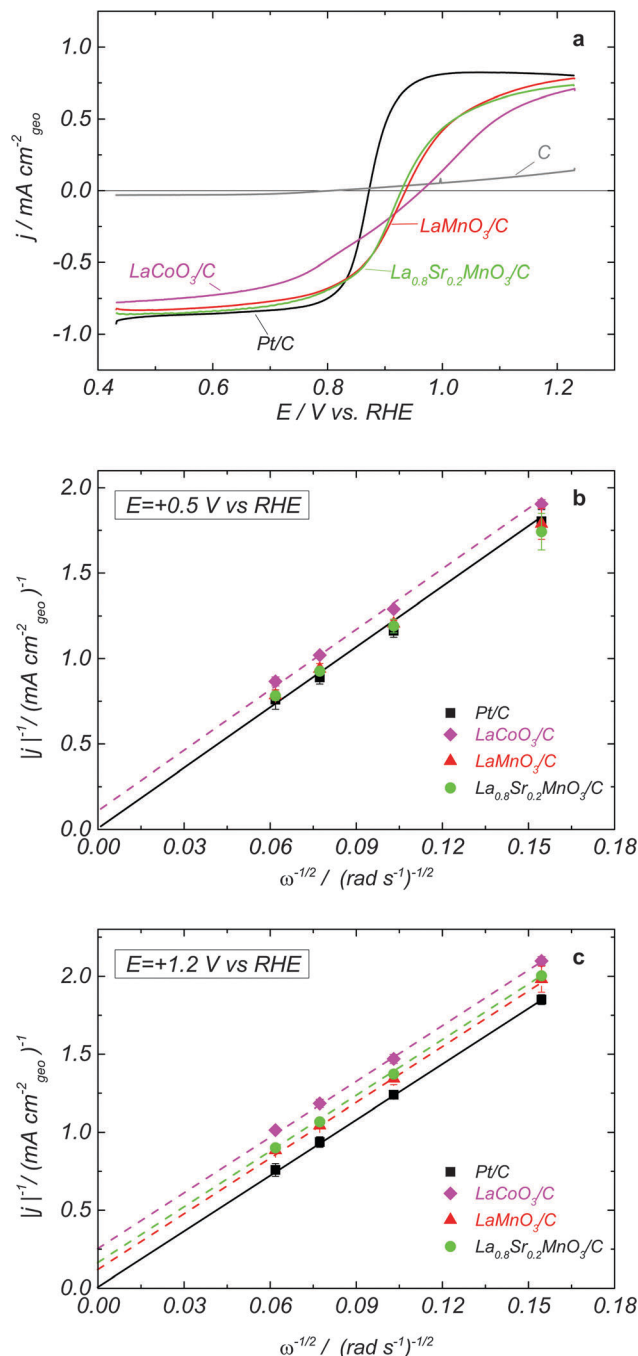 a
1.0
0.5
0.0
-0.5
-1.0
j / mA cm⁻²geo
C
LaMnO₃/C
LaCoO₃/C
La₀.₈Sr₀.₂MnO₃/C
Pt/C
0.4 0.6 0.8 1.0 1.2
E / V vs. RHE
b
E=+0.5 V vs RHE
2.0
1.5
1.0
0.5
0.0
|j|⁻¹/ (mA cm⁻²geo)⁻¹
Pt/C
LaCoO₃/C
LaMnO₃/C
La₀.₈Sr₀.₂MnO₃/C
0.00 0.03 0.06 0.09 0.12 0.15 0.18
ω⁻¹/² / (rad s⁻¹)⁻¹/²
c
E=+1.2 V vs RHE
2.0
1.5
1.0
0.5
0.0
|j|⁻¹/ (mA cm⁻²geo)⁻¹
Pt/C
LaCoO₃/C
LaMnO₃/C
La₀.₈Sr₀.₂MnO₃/C
0.00 0.03 0.06 0.09 0.12 0.15 0.18
ω⁻¹/² / (rad s⁻¹)⁻¹/²